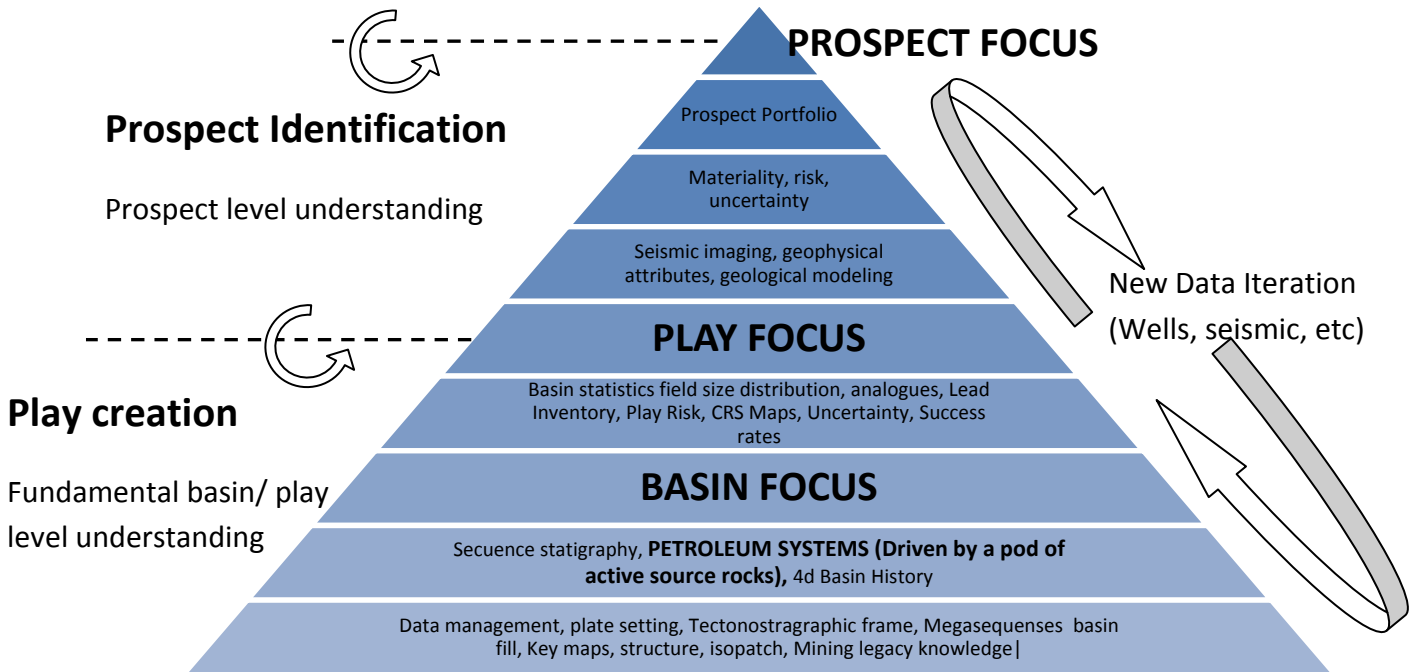 PROSPECT FOCUS
Prospect Identification
Prospect level understanding
Prospect Portfolio
Materiality, risk,
uncertainty
Seismic imaging, geophysical
attributes, geological modeling
New Data Iteration
(Wells, seismic, etc)
PLAY FOCUS
Play creation
Fundamental basin/ play
level understanding
Basin statistics field size distribution, analogues, Lead
Inventory, Play Risk, CRS Maps, Uncertainty, Success
rates
BASIN FOCUS
Secuence statigraphy, PETROLEUM SYSTEMS (Driven by a pod of
active source rocks), 4d Basin History
Data management, plate setting, Tectonostragraphic frame, Megasequenses basin
fill, Key maps, structure, isopatch, Mining legacy knowledge|